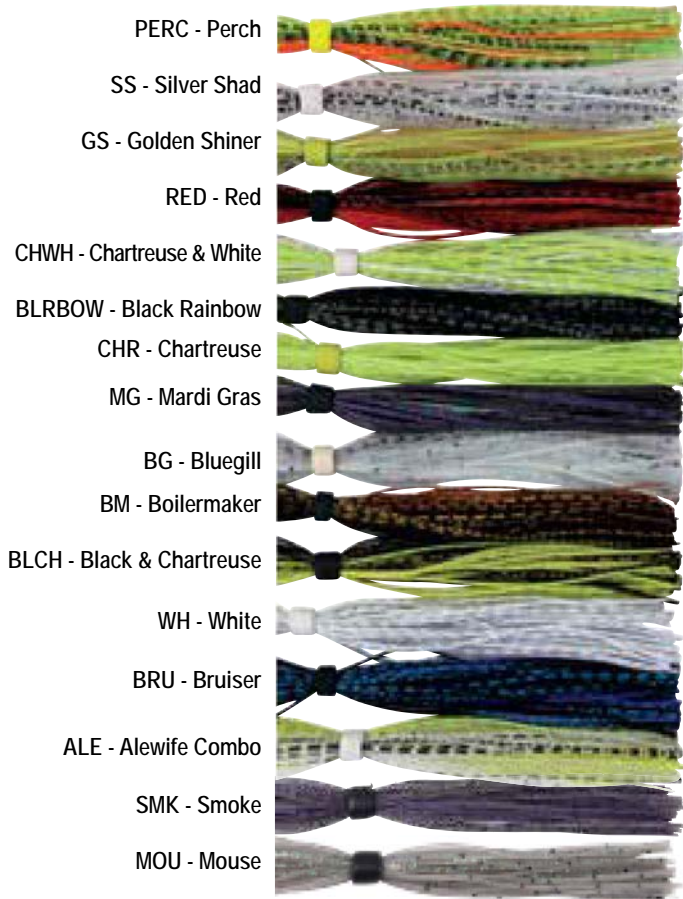 PERC - Perch
SS - Silver Shad
GS - Golden Shiner
RED - Red
CHWH - Chartreuse & White
BLRBOW - Black Rainbow
CHR - Chartreuse
MG - Mardi Gras
BG - Bluegill
BM - Boilermaker
BLCH - Black & Chartreuse
WH - White
BRU - Bruiser
ALE - Alewife Combo
SMK - Smoke
MOU - Mouse